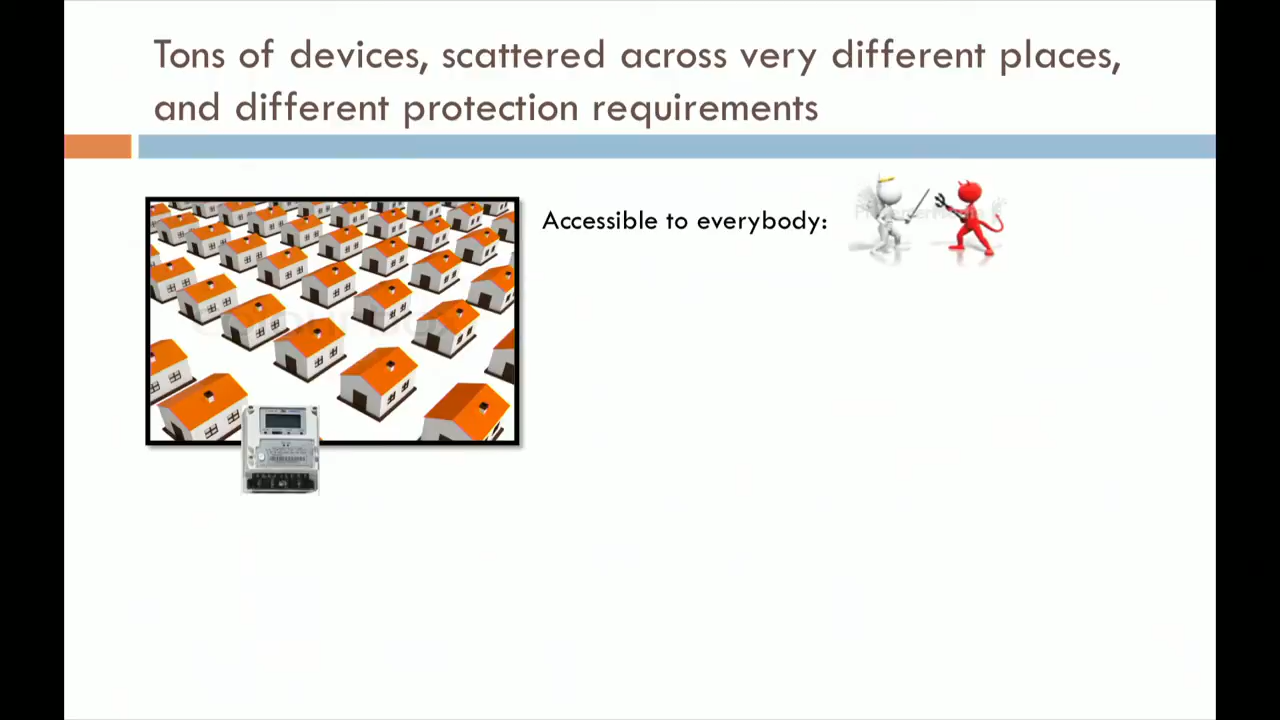 Tons of devices, scattered across very different places,
and different protection requirements
Accessible to everybody: